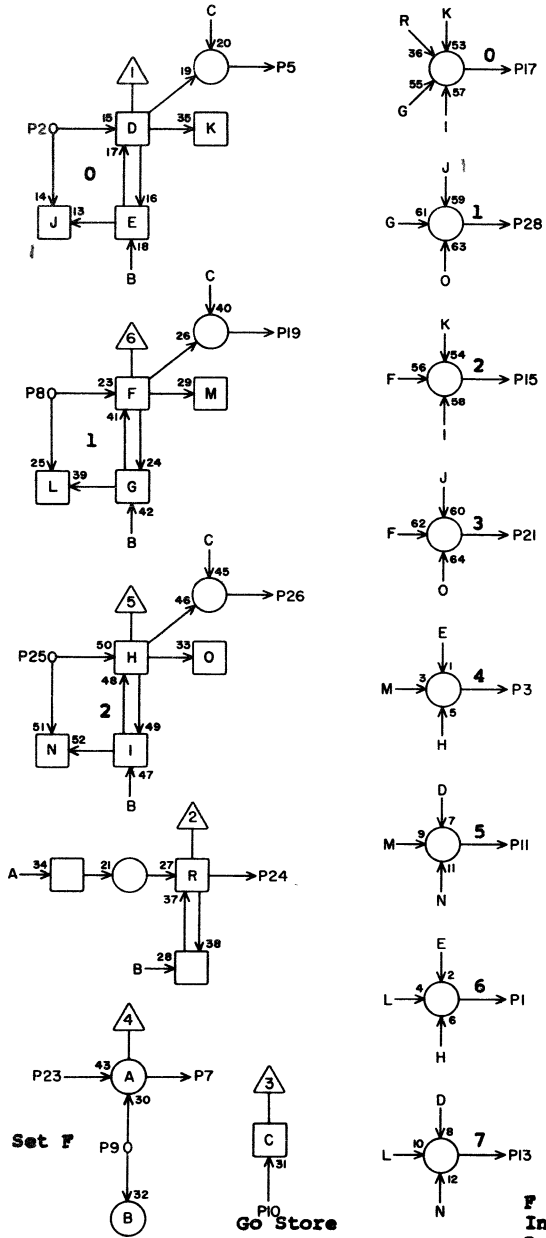 C
20
1
19
P5
P2
15
D
35
K
17
0
14
13
16
J
E
18
B
C
40
6
26
P19
P8
23
F
29
M
41
1
25
39
24
L
G
42
B
C
45
5
46
P26
P25
50
H
33
O
48
2
51
52
49
N
I
47
B
2
A
34
21
27
R
P24
37
38
B
28
4
P23
43
A
P7
30
Set F
P9
32
B
3
C
31
P10
Go Store
R
K
36
53
0
P17
55
57
G
I
J
59
G
61
1
P28
63
O
K
54
F
56
2
P15
58
I
J
60
F
62
3
P21
64
O
E
1
M
3
4
P3
5
H
D
7
M
9
5
P11
11
N
E
2
L
4
6
P1
6
H
D
8
L
10
7
P13
12
N
F
In